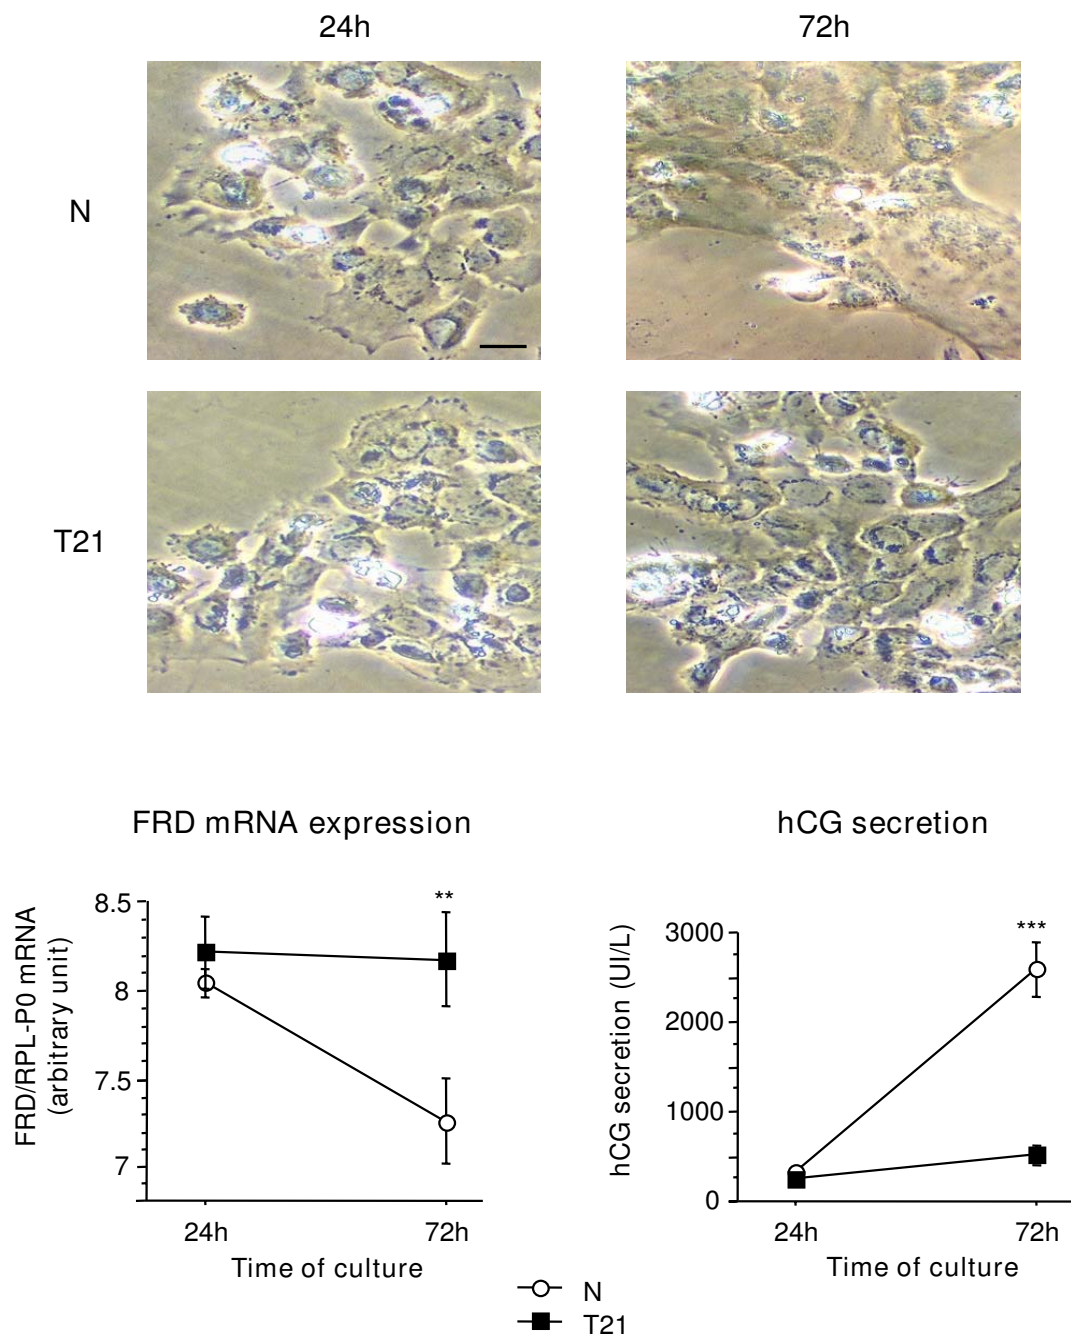 24h
72h
N
T21
FRD mRNA expression
hCG secretion
FRD/RPL-P0 mRNA
(arbitrary unit)
8.5
8
7.5
7
**
24h
72h
Time of culture
hCG secretion (UI/L)
3000
2000
1000
0
***
24h
72h
Time of culture
N
T21